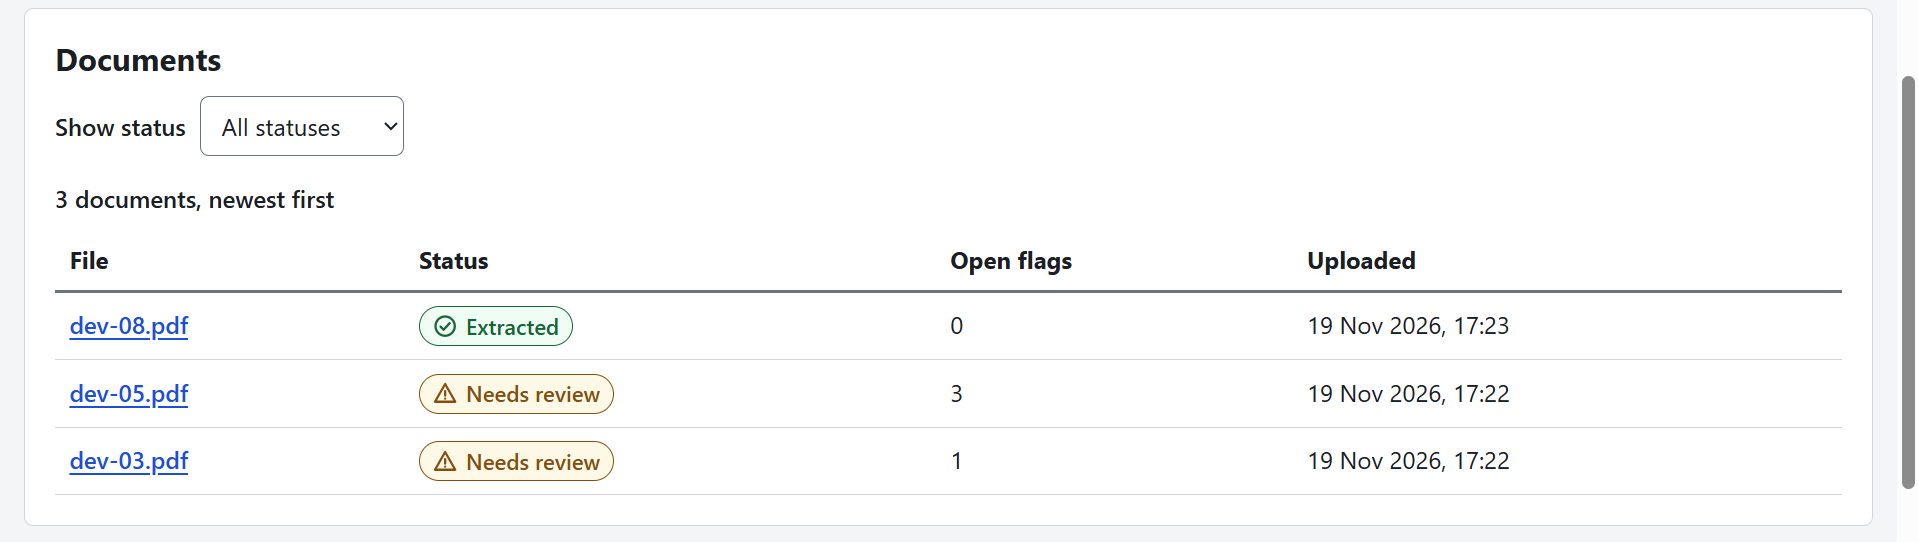 Documents
Show status All statuses
3 documents, newest first
File Status Open flags Uploaded
dev-08.pdf Extracted 0 19 Nov 2026, 17:23
dev-05.pdf Needs review 3 19 Nov 2026, 17:22
dev-03.pdf Needs review 1 19 Nov 2026, 17:22